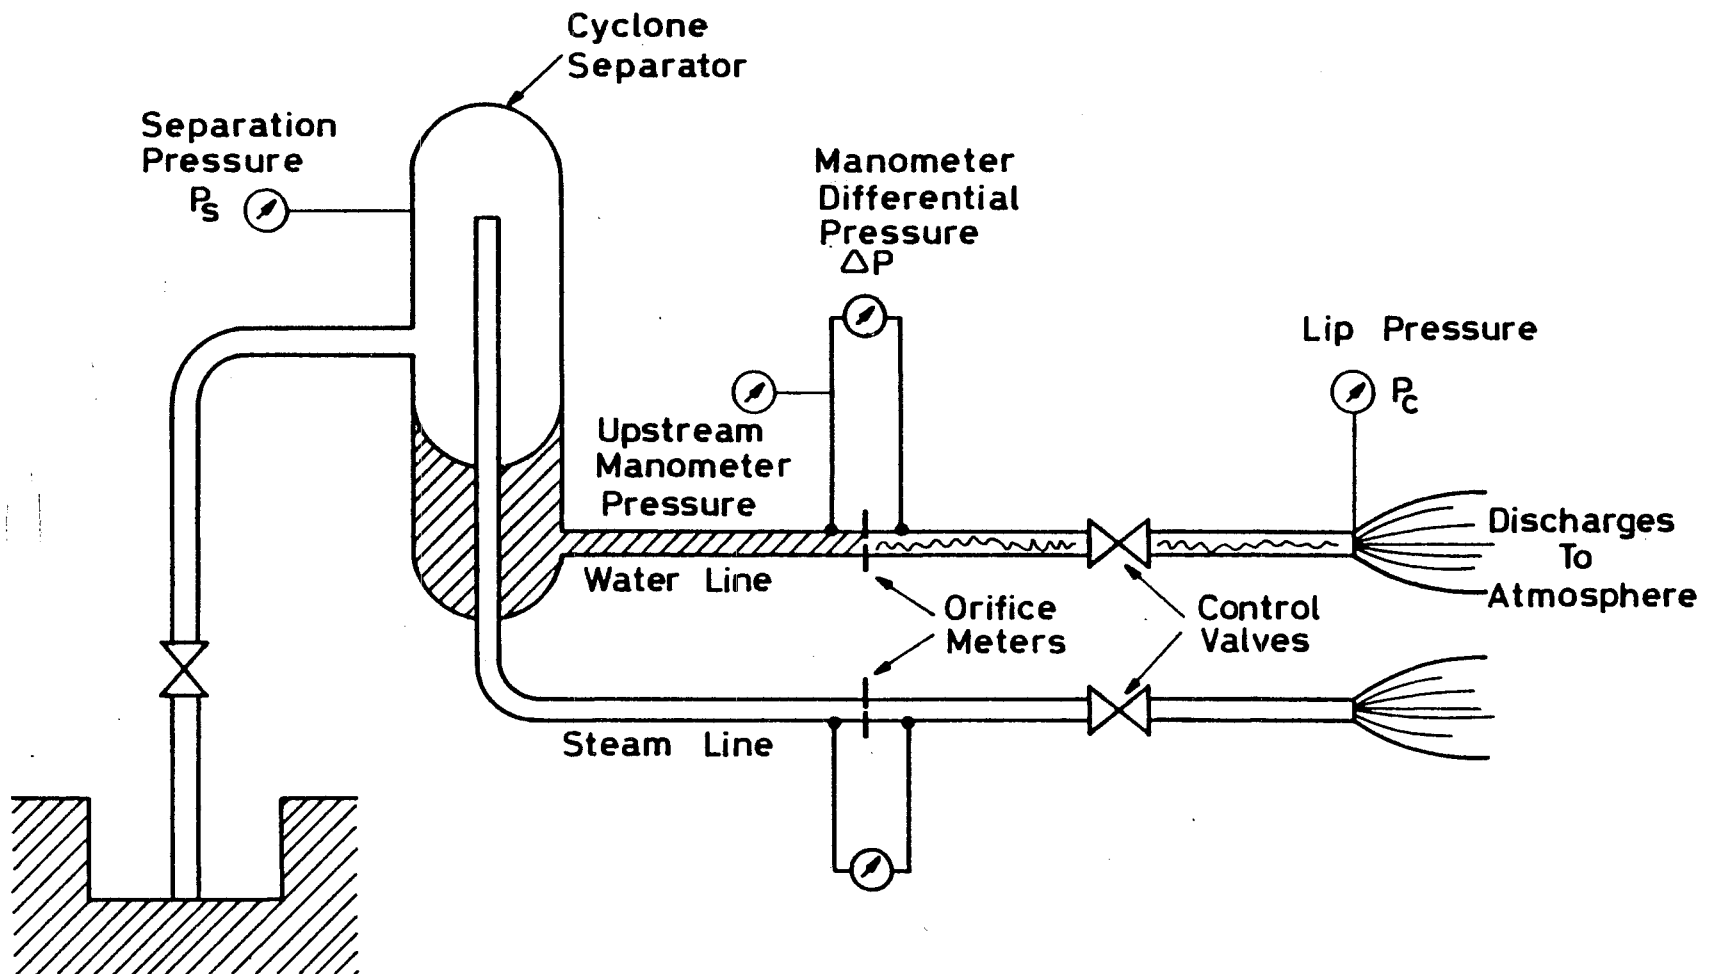 Cyclone
Separator
Separation
Pressure
Ps
Manometer
Differential
Pressure
ΔP
Lip Pressure
Pc
Upstream
Manometer
Pressure
Water Line
Orifice
Meters
Control
Valves
Discharges
To
Atmosphere
Steam Line